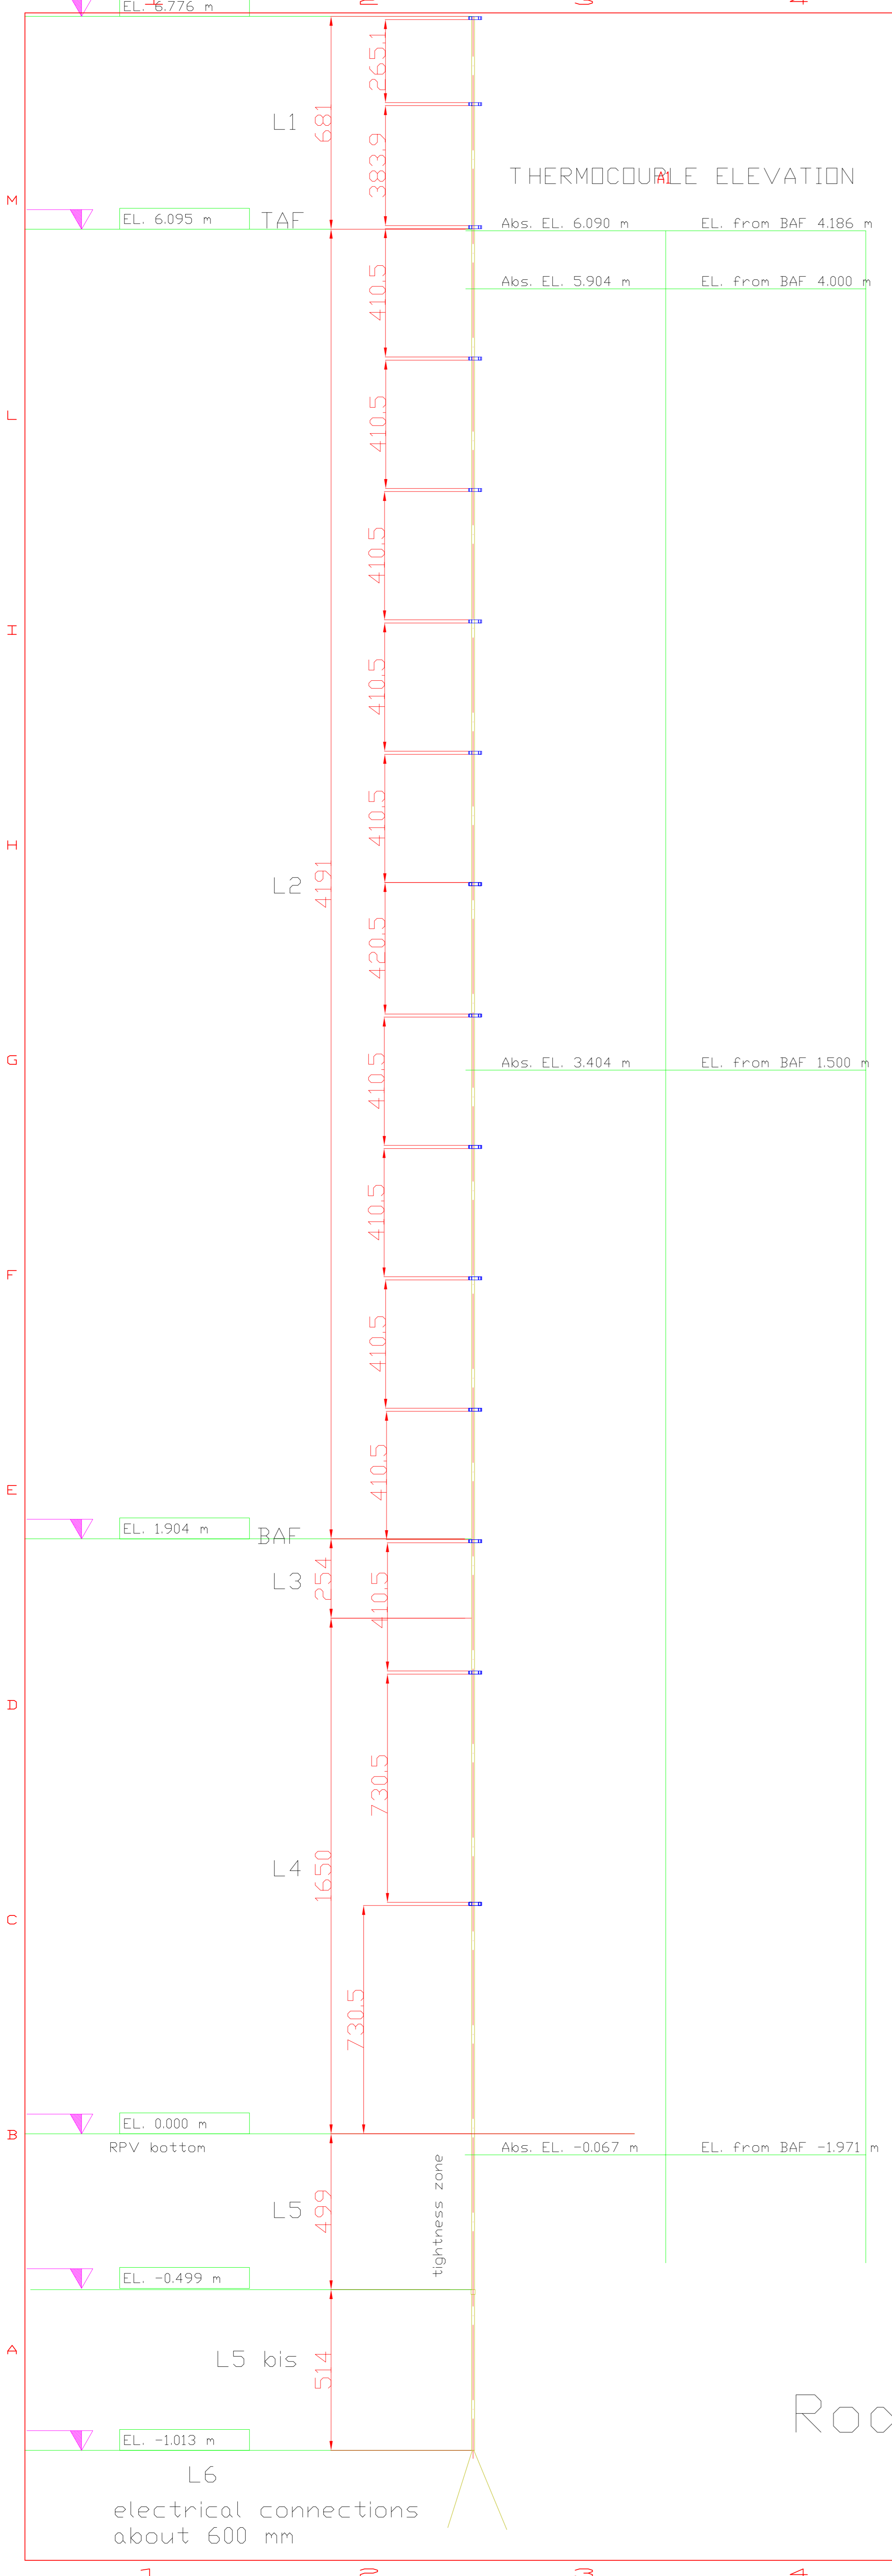 1 2 3 4
EL. 6.776 m
265.1
681
L1
383.9
THERMOCOUPLE ELEVATION
A1
M
EL. 6.095 m
TAF
Abs. EL. 6.090 m EL. from BAF 4.186 m
410.5
Abs. EL. 5.904 m EL. from BAF 4.000 m
L
410.5
410.5
I
410.5
410.5
H
L2
4191
420.5
G
Abs. EL. 3.404 m EL. from BAF 1.500 m
410.5
410.5
F
410.5
410.5
E
EL. 1.904 m
BAF
L3
254
410.5
D
730.5
L4
1650
C
730.5
EL. 0.000 m
B
RPV bottom
Abs. EL. -0.067 m EL. from BAF -1.971 m
tightness zone
L5
499
EL. -0.499 m
A
L5 bis
514
Roc
EL. -1.013 m
L6
electrical connections
about 600 mm
1 2 3 4